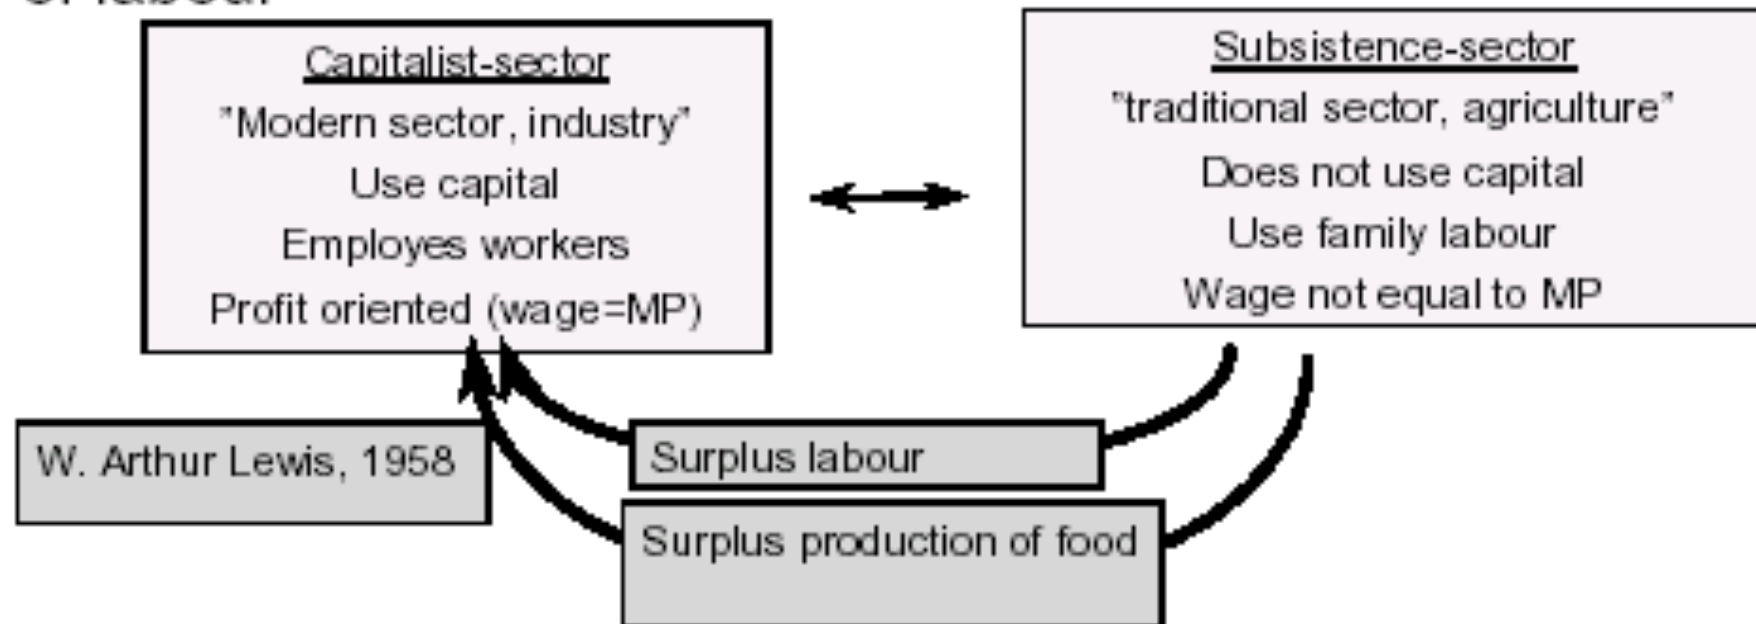 of labour
Capitalist-sector
"Modern sector, industry"
Use capital
Employes workers
Profit oriented (wage=MP)
Subsistence-sector
"traditional sector, agriculture"
Does not use capital
Use family labour
Wage not equal to MP
W. Arthur Lewis, 1958
Surplus labour
Surplus production of food